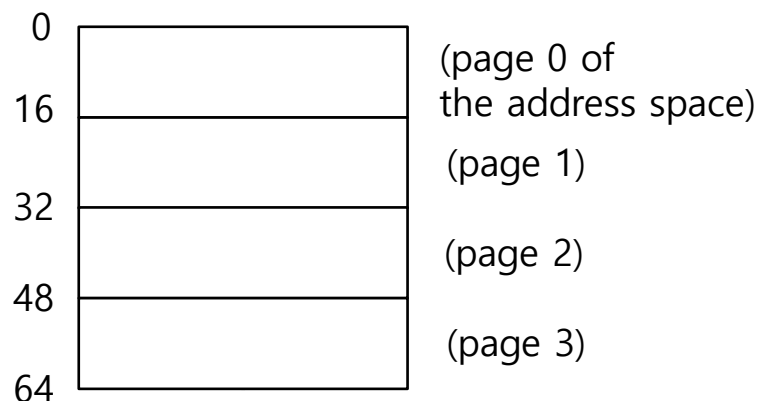 0
(page 0 of
the address space)
16
(page 1)
32
(page 2)
48
(page 3)
64